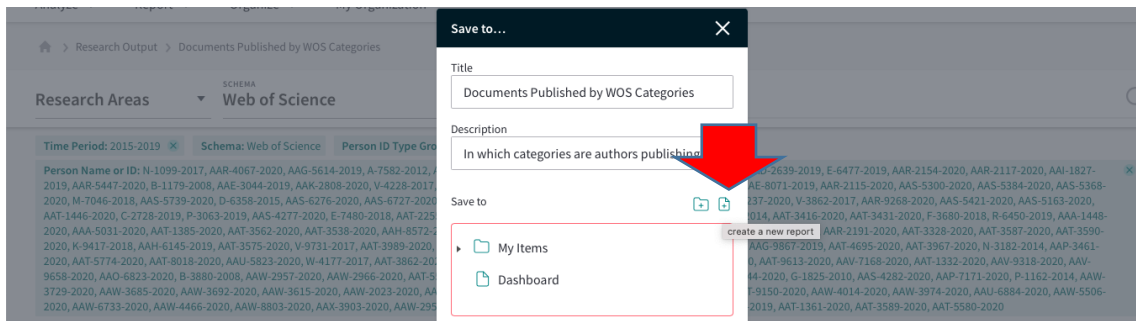 Analyze Report Organize My Organization
Save to...
Research Output > Documents Published by WOS Categories
Title
Documents Published by WOS Categories
SCHEMA
Research Areas Web of Science
Description
In which categories are authors publishing
Time Period: 2015-2019 Schema: Web of Science Person ID Type Gro
Person Name or ID: N-1099-2017, AAR-4067-2020, AAG-5614-2019, A-7582-2012, A
-2639-2019, E-6477-2019, AAR-2154-2020, AAR-2117-2020, AAI-1827-
2019, AAR-5447-2020, B-1179-2008, AAE-3044-2019, AAK-2808-2020, V-4228-2017,
AE-8071-2019, AAR-2115-2020, AAS-5300-2020, AAS-5384-2020, AAS-5368-
2020, M-7046-2018, AAS-5739-2020, D-6358-2015, AAS-6276-2020, AAS-6727-2020
Save to
237-2020, V-3862-2017, AAR-9268-2020, AAS-5421-2020, AAS-5163-2020,
AAT-1446-2020, C-2728-2019, P-3063-2019, AAS-4277-2020, E-7480-2018, AAT-225
014, AAT-3416-2020, AAT-3431-2020, F-3680-2018, R-6450-2019, AAA-1448-
2020, AAA-5031-2020, AAT-1385-2020, AAT-3562-2020, AAT-3538-2020, AAH-8572-2
AAR-2191-2020, AAT-3328-2020, AAT-3587-2020, AAT-3590-
create a new report
2020, K-9417-2018, AAH-6145-2019, AAT-3575-2020, V-9731-2017, AAT-3989-2020,
AAG-9867-2019, AAT-4695-2020, AAT-3967-2020, N-3182-2014, AAP-3461-
My Items
2020, AAT-5774-2020, AAT-8018-2020, AAU-5823-2020, W-4177-2017, AAT-3862-202
0, AAT-9655-2020, AAV-7168-2020, AAT-1332-2020, AAV-9318-2020, AAV-
9658-2020, AAO-6823-2020, B-3880-2008, AAW-2957-2020, AAW-2966-2020, AAT-5
44-2020, G-1825-2010, AAS-4282-2020, AAP-7171-2020, P-1162-2014, AAW-
Dashboard
3729-2020, AAW-3685-2020, AAW-3692-2020, AAW-3615-2020, AAW-2023-2020, AA
T-9150-2020, AAW-4014-2020, AAW-3974-2020, AAU-6884-2020, AAW-5506-
2020, AAW-6733-2020, AAW-4466-2020, AAW-8803-2020, AAX-3903-2020, AAW-295
-2019, AAT-1361-2020, AAT-3589-2020, AAT-5580-2020